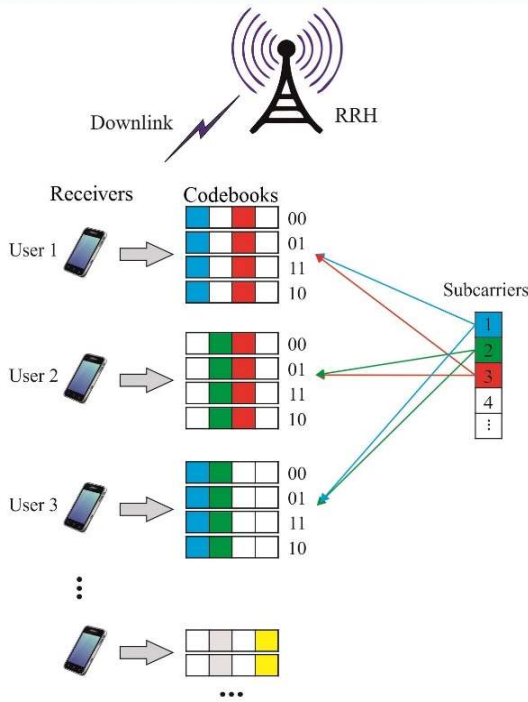 Downlink
RRH
Receivers
Codebooks
User 1
00
01
11
10
Subcarriers
1
2
3
4
⋮
User 2
00
01
11
10
User 3
00
01
11
10
⋮
...